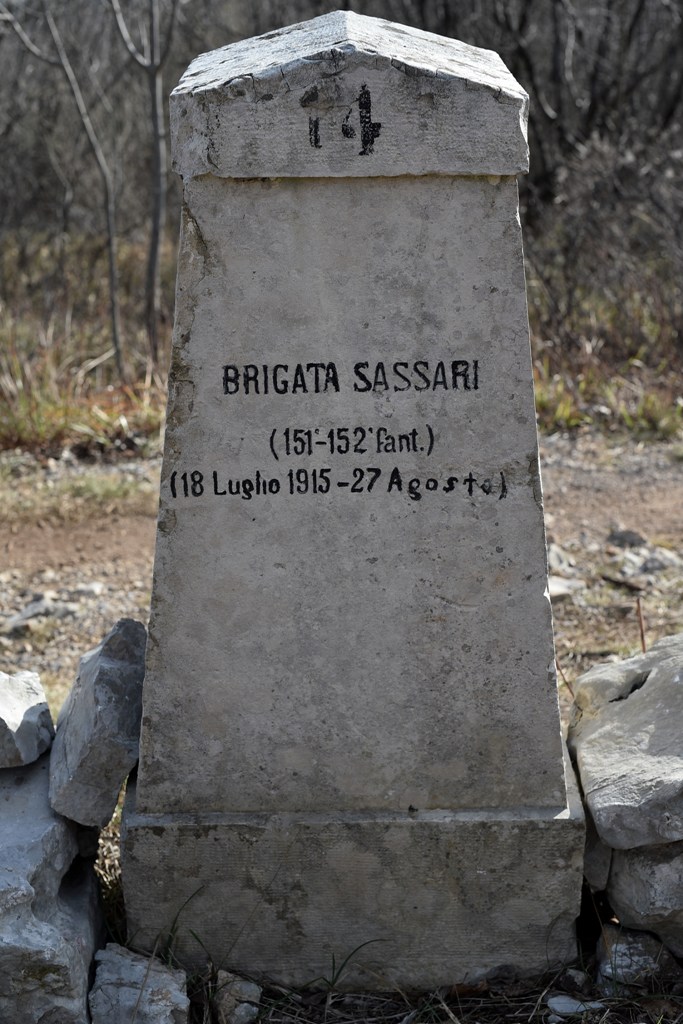 14
BRIGATA SASSARI
(151°-152°fant.)
(18 Luglio 1915-27 Agosto)